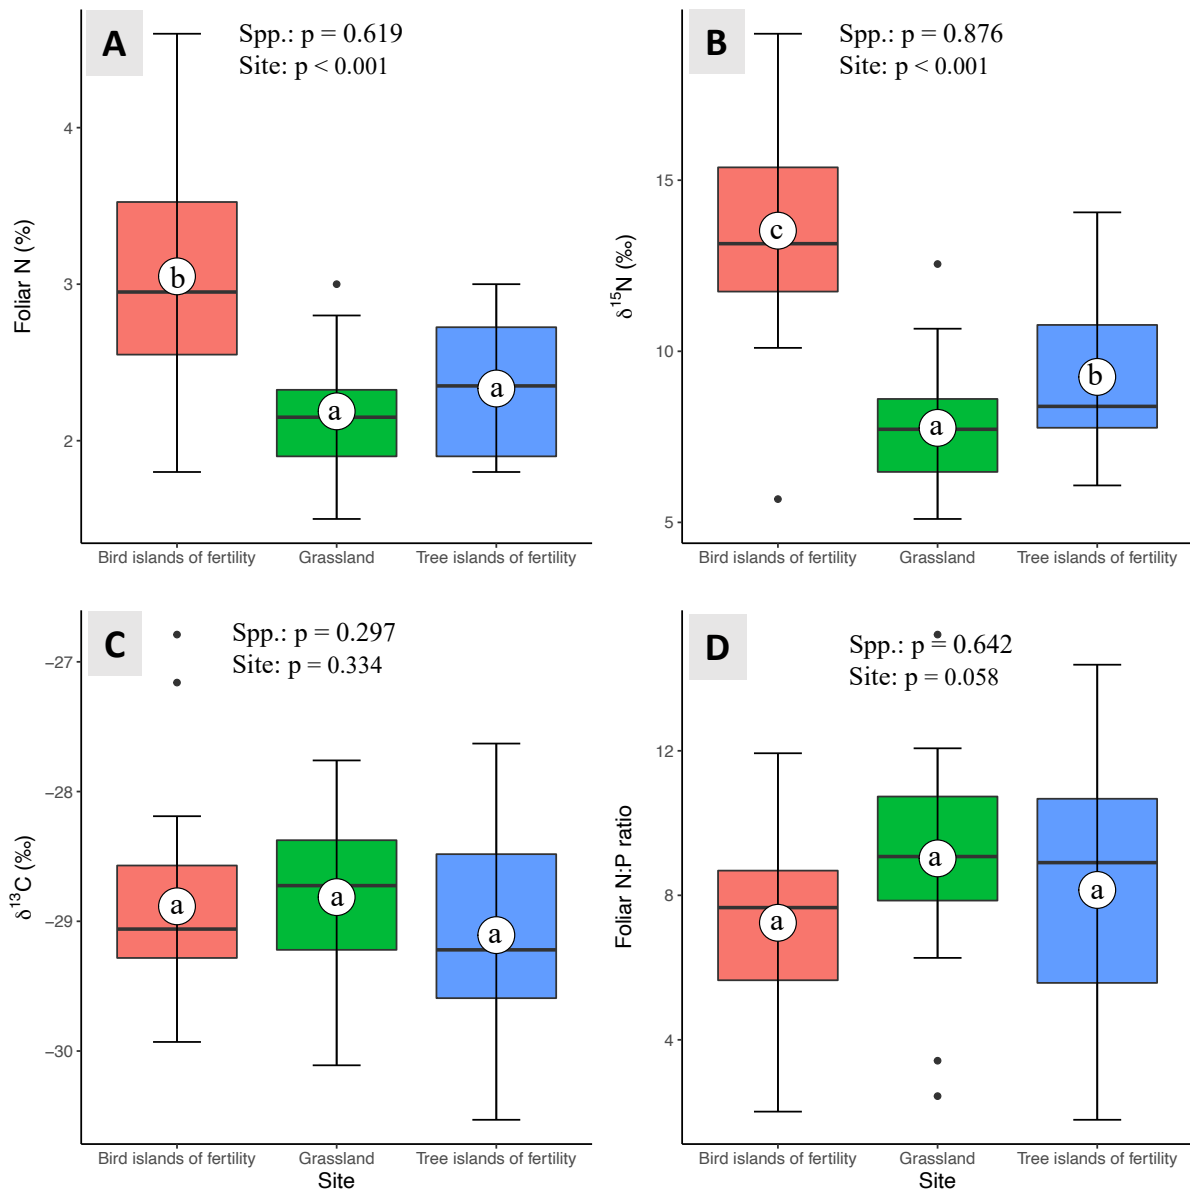 A
Spp.: p = 0.619
Site: p < 0.001
Foliar N (%)
4
3
2
b
a
a
Bird islands of fertility
Grassland
Tree islands of fertility
B
Spp.: p = 0.876
Site: p < 0.001
δ¹⁵N (‰)
15
10
5
c
a
b
Bird islands of fertility
Grassland
Tree islands of fertility
C
Spp.: p = 0.297
Site: p = 0.334
δ¹³C (‰)
−27
−28
−29
−30
a
a
a
Bird islands of fertility
Grassland
Tree islands of fertility
Site
D
Spp.: p = 0.642
Site: p = 0.058
Foliar N:P ratio
12
8
4
a
a
a
Bird islands of fertility
Grassland
Tree islands of fertility
Site